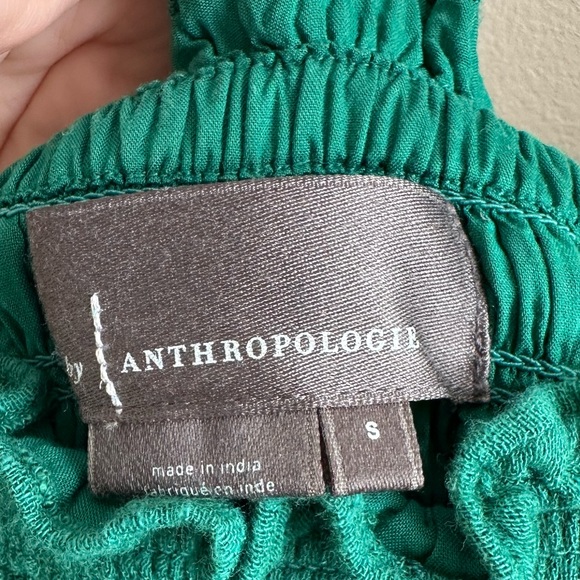 by ANTHROPOLOGIE
S
made in india
fabriqué en inde